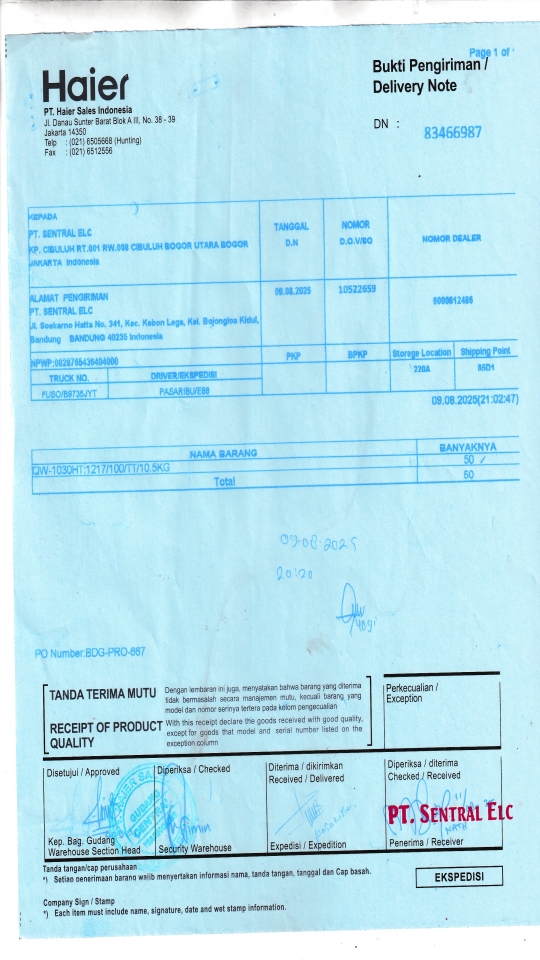 Page 1 of
Haier
Bukti Pengiriman /
Delivery Note
PT. Haier Sales Indonesia
Jl. Danau Sunter Barat Blok A III, No. 38 - 39
Jakarta 14350
Telp : (021) 6505668 (Hunting)
Fax : (021) 6512556
DN : 83466987
KEPADA
PT. SENTRAL ELC
KP. CIBULUH RT.001 RW.008 CIBULUH BOGOR UTARA BOGOR
JAKARTA Indonesia
TANGGAL
D.N
NOMOR
D.O.V/SO
NOMOR DEALER
ALAMAT PENGIRIMAN
PT. SENTRAL ELC
Jl. Soekarno Hatta No. 341, Kec. Kebon Lega, Kel. Bojongloa Kidul,
Bandung BANDUNG 40235 Indonesia
09.08.2025
10522659
NPWP:
PKP
BPKP
Storege Location
Shipping Point
220A
TRUCK NO.
DRIVER/EKSPEDISI
FUSO/B9736JYT
PASARIBU/E88
09.08.2025(21:02:47)
NAMA BARANG
BANYAKNYA
QW-1030HT:1217/100/TT/10.5KG
50
Total
09-08-2025
20:20
Yogi
PO Number:BDG-PRO-667
TANDA TERIMA MUTU
Dengan lembaran ini juga, menyatakan bahwa barang yang diterima
tidak bermasalah secara manajemen mutu, kecuali barang yang
model dan nomor serinya tertera pada kolom pengecualian
RECEIPT OF PRODUCT
QUALITY
With this receipt declare the goods received with good quality,
except for goods that model and serial number listed on the
exception column
Perkecualian /
Exception
Disetujui / Approved
Diperiksa / Checked
Diterima / dikirimkan
Received / Delivered
Diperiksa / diterima
Checked / Received
PT. SENTRAL ELC
Kep. Bag. Gudang
Warehouse Section Head
Security Warehouse
Expedisi / Expedition
Penerima / Receiver
Tanda tangan/cap perusahaan
*) Setiap penerimaan barang wajib menyertakan informasi nama, tanda tangan, tanggal dan Cap basah.
EKSPEDISI
Company Sign / Stamp
*) Each item must include name, signature, date and wet stamp information.